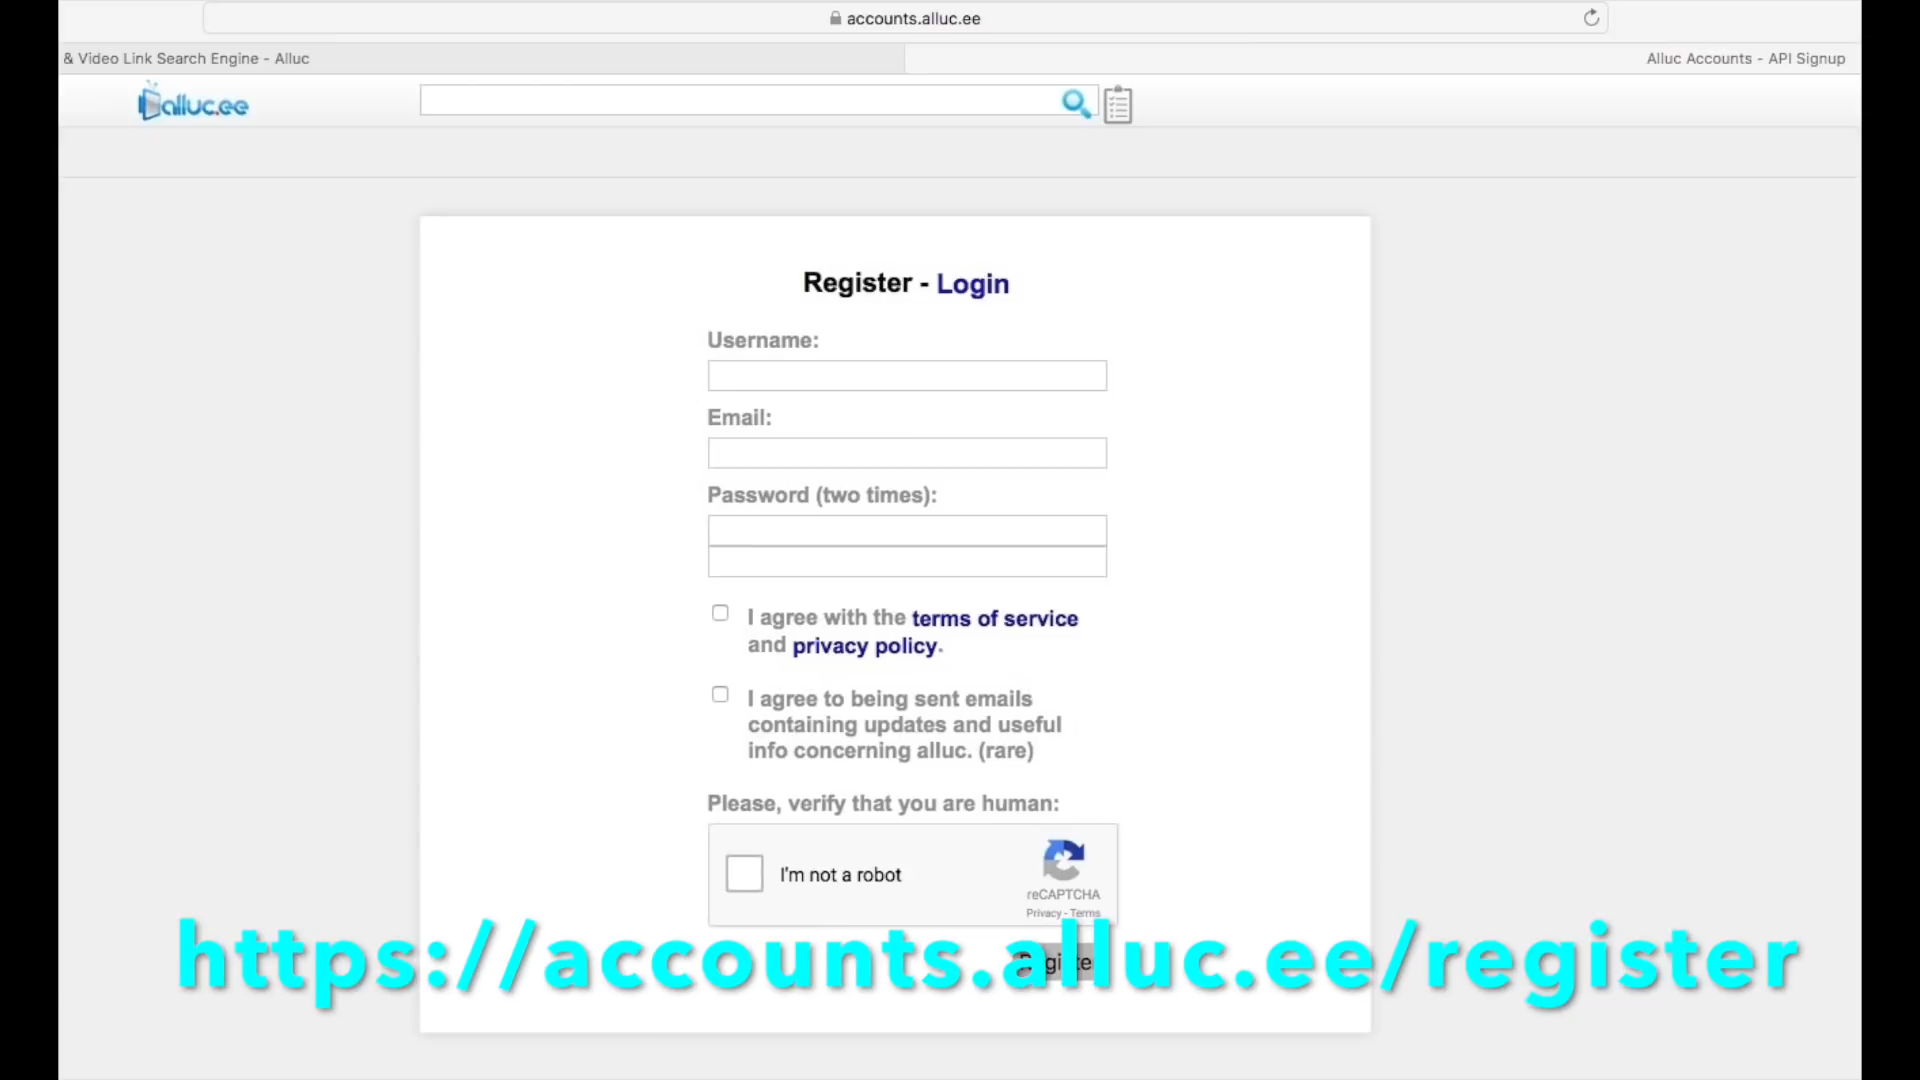 accounts.alluc.ee
& Video Link Search Engine - Alluc
Alluc Accounts - API Signup
alluc.ee
Register - Login
Username:
Email:
Password (two times):
I agree with the terms of service
and privacy policy.
I agree to being sent emails
containing updates and useful
info concerning alluc. (rare)
Please, verify that you are human:
I'm not a robot
reCAPTCHA
Privacy - Terms
Register
https://accounts.alluc.ee/register